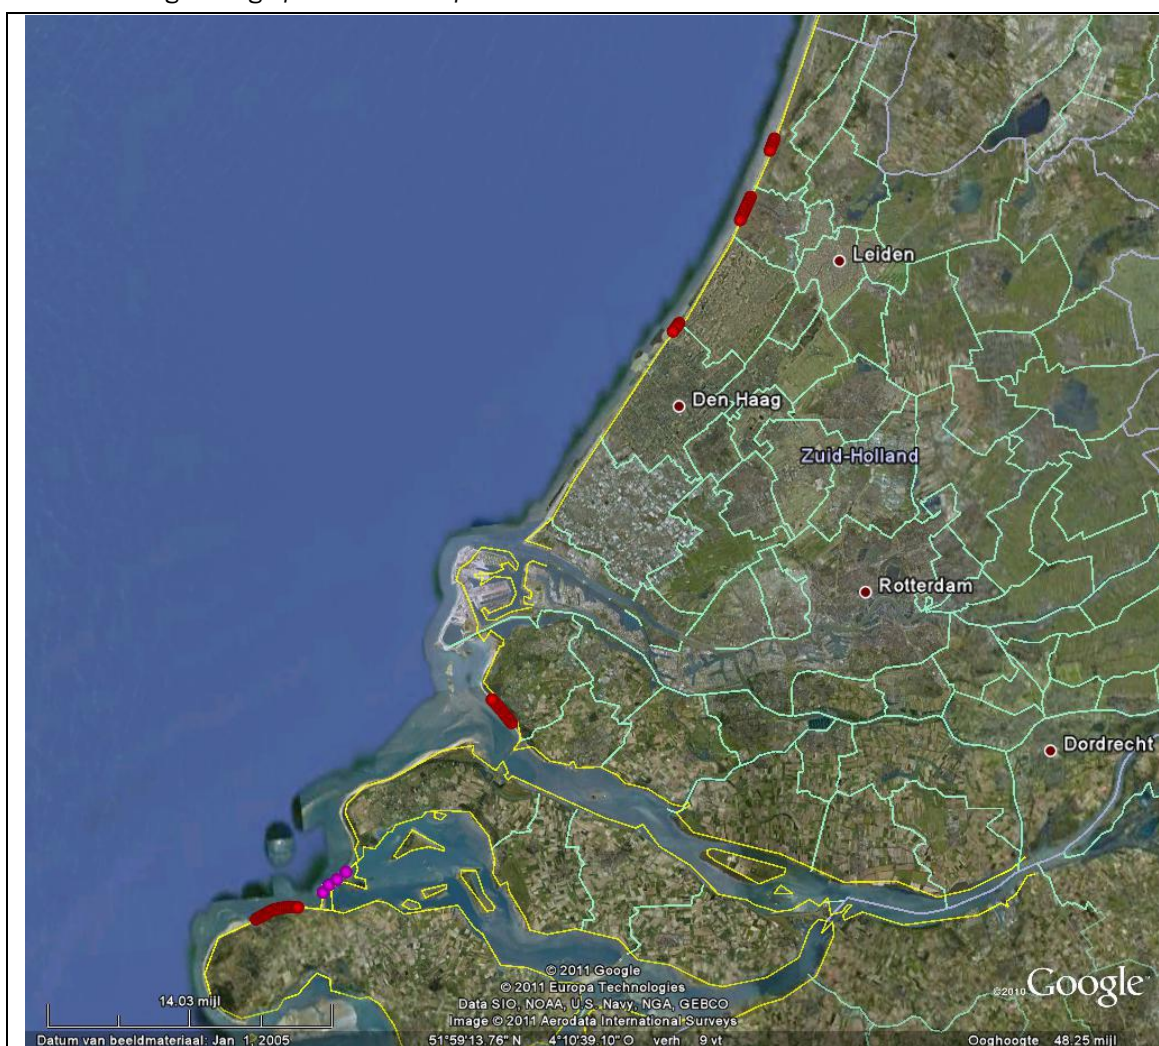 Leiden
Den Haag
Zuid-Holland
Rotterdam
Dordrecht
© 2011 Google
© 2011 Europa Technologies
Data SIO, NOAA, U.S. Navy, NGA, GEBCO
Image © 2011 Aerodata International Surveys
©2010 Google™
14.03 mijl
Datum van beeldmateriaal: Jan 1, 2005 51°59'13.76" N 4°10'39.10" O verh 9 vt Ooghoogte 48.25 mijl